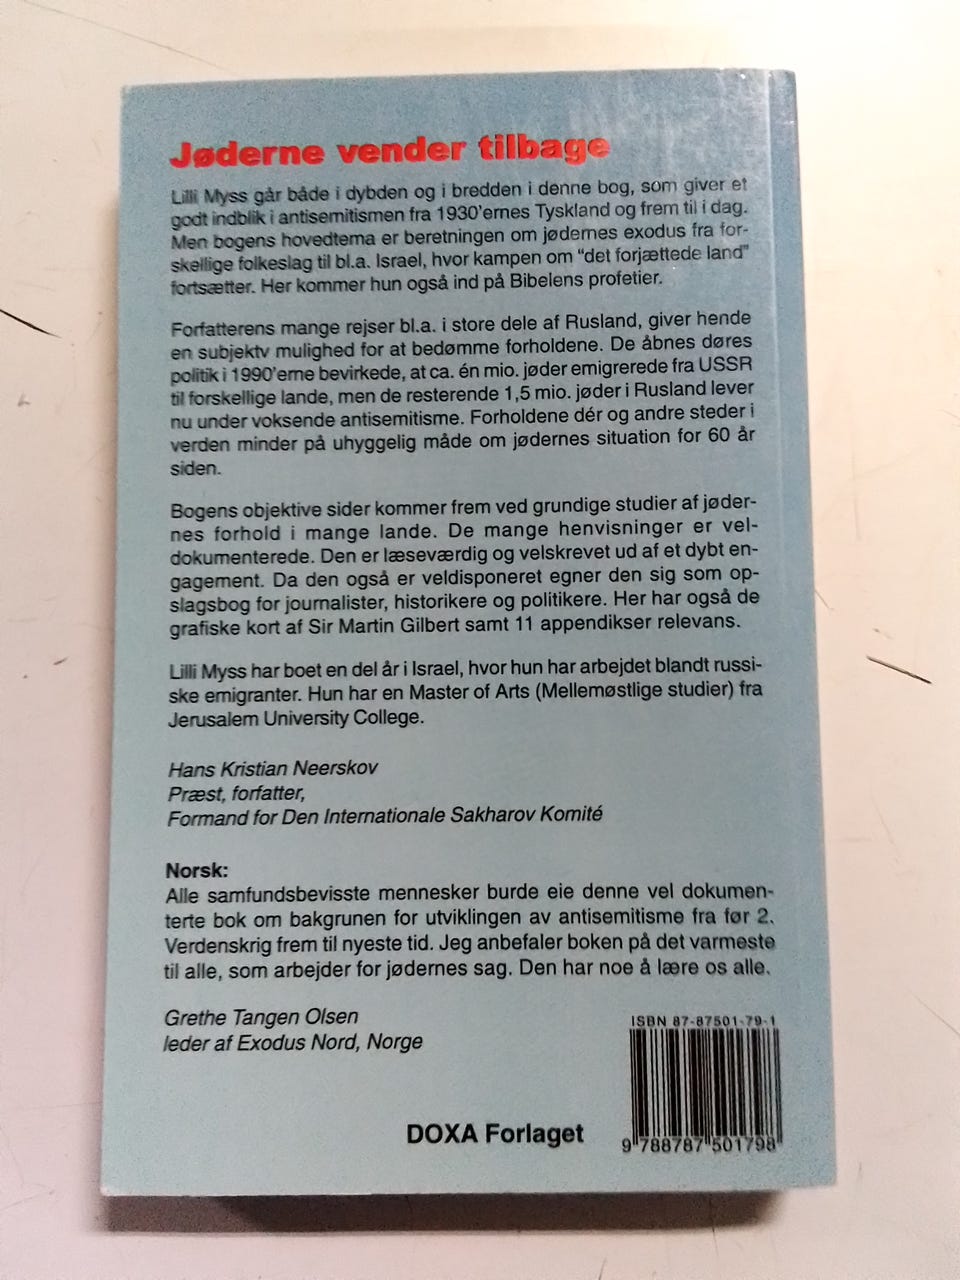 Jøderne vender tilbage
Lilli Myss går både i dybden og i bredden i denne bog, som giver et
godt indblik i antisemitismen fra 1930'ernes Tyskland og frem til i dag.
Men bogens hovedtema er beretningen om jødernes exodus fra for-
skellige folkeslag til bl.a. Israel, hvor kampen om "det forjættede land"
fortsætter. Her kommer hun også ind på Bibelens profetier.
Forfatterens mange rejser bl.a. i store dele af Rusland, giver hende
en subjektv mulighed for at bedømme forholdene. De åbnes døres
politik i 1990'erne bevirkede, at ca. én mio. jøder emigrerede fra USSR
til forskellige lande, men de resterende 1,5 mio. jøder i Rusland lever
nu under voksende antisemitisme. Forholdene dér og andre steder i
verden minder på uhyggelig måde om jødernes situation for 60 år
siden.
Bogens objektive sider kommer frem ved grundige studier af jøder-
nes forhold i mange lande. De mange henvisninger er vel-
dokumenterede. Den er læseværdig og velskrevet ud af et dybt en-
gagement. Da den også er veldisponeret egner den sig som op-
slagsbog for journalister, historikere og politikere. Her har også de
grafiske kort af Sir Martin Gilbert samt 11 appendikser relevans.
Lilli Myss har boet en del år i Israel, hvor hun har arbejdet blandt russi-
ske emigranter. Hun har en Master of Arts (Mellemøstlige studier) fra
Jerusalem University College.
Hans Kristian Neerskov
Præst, forfatter,
Formand for Den Internationale Sakharov Komité
Norsk:
Alle samfundsbevisste mennesker burde eie denne vel dokumen-
terte bok om bakgrunen for utviklingen av antisemitisme fra før 2.
Verdenskrig frem til nyeste tid. Jeg anbefaler boken på det varmeste
til alle, som arbejder for jødernes sag. Den har noe å lære os alle.
Grethe Tangen Olsen
leder af Exodus Nord, Norge
ISBN 87-87501-79-1
DOXA Forlaget
9 788787 501798